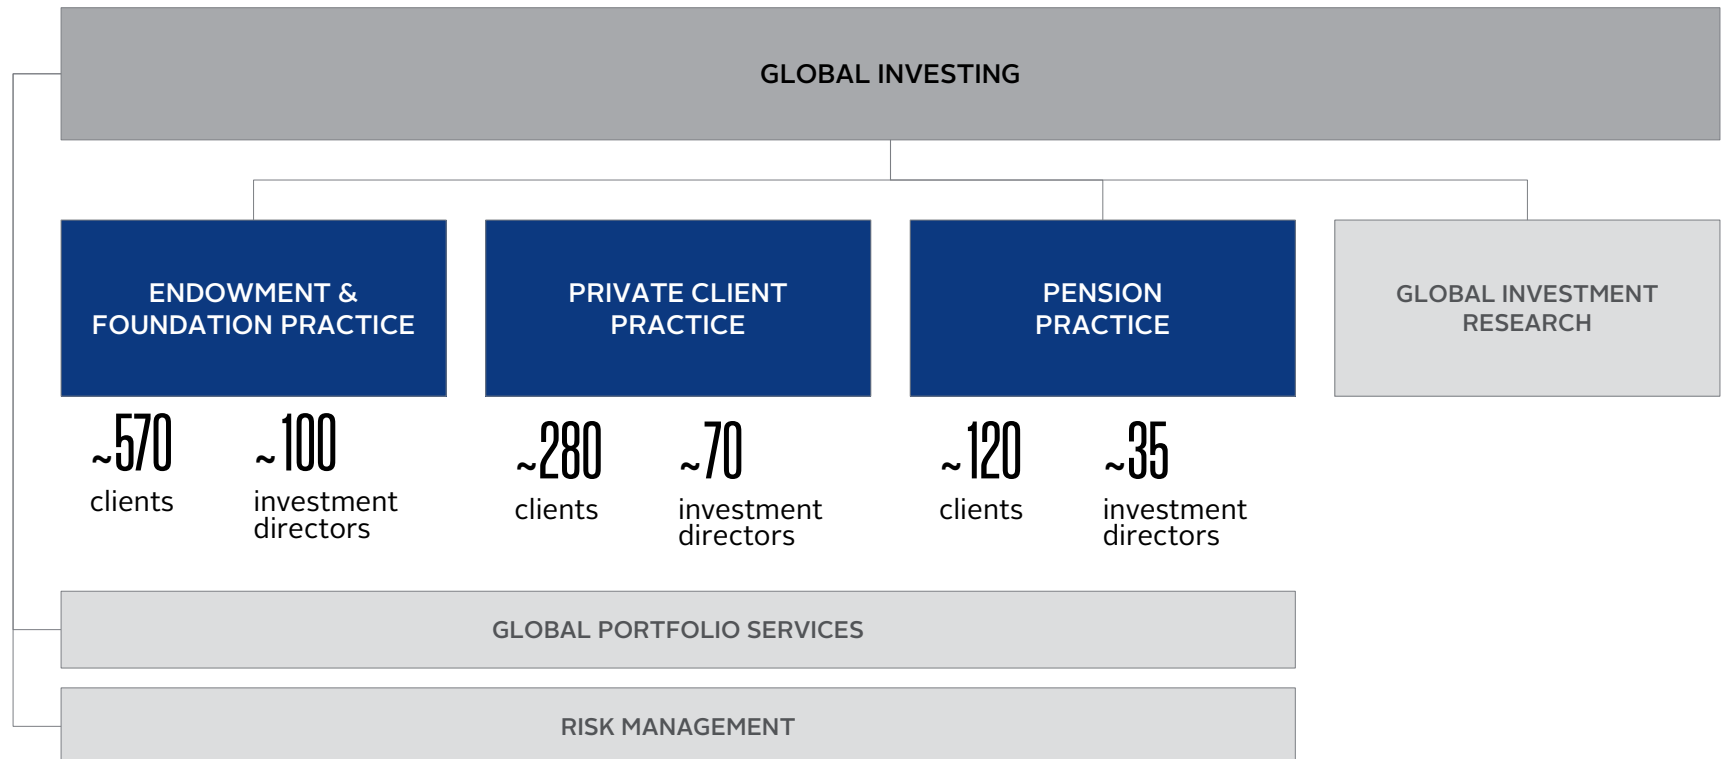 GLOBAL INVESTING
ENDOWMENT &
FOUNDATION PRACTICE
PRIVATE CLIENT
PRACTICE
PENSION
PRACTICE
GLOBAL INVESTMENT
RESEARCH
~570
clients
~100
investment
directors
~280
clients
~70
investment
directors
~120
clients
~35
investment
directors
GLOBAL PORTFOLIO SERVICES
RISK MANAGEMENT